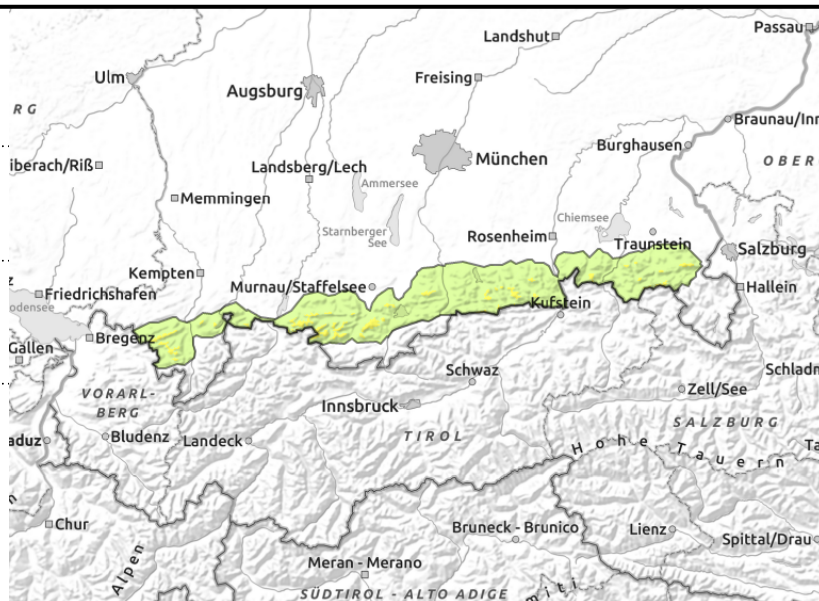 Passau
Landshut
Ulm
Freising
Augsburg
R G
Braunau/Inn
Burghausen
München
OBER
iberach/Riß
Landsberg/Lech
Ammersee
Memmingen
Starnberger
See
Chiemsee
Rosenheim
Traunstein
Salzburg
Kempten
Murnau/Staffelsee
Hallein
Friedrichshafen
odensee
Kufstein
Bregenz
Gallen
Schwaz
Schladm
VORARL-
BERG
Zell/See
Innsbruck
SALZBURG
aduz
Bludenz
Landeck
TIROL
Hohe Tauern
Ta
Chur
Bruneck - Brunico
Lienz
Spittal/Drau
Alpen
Meran - Merano
SÜDTIROL - ALTO ADIGE
miti